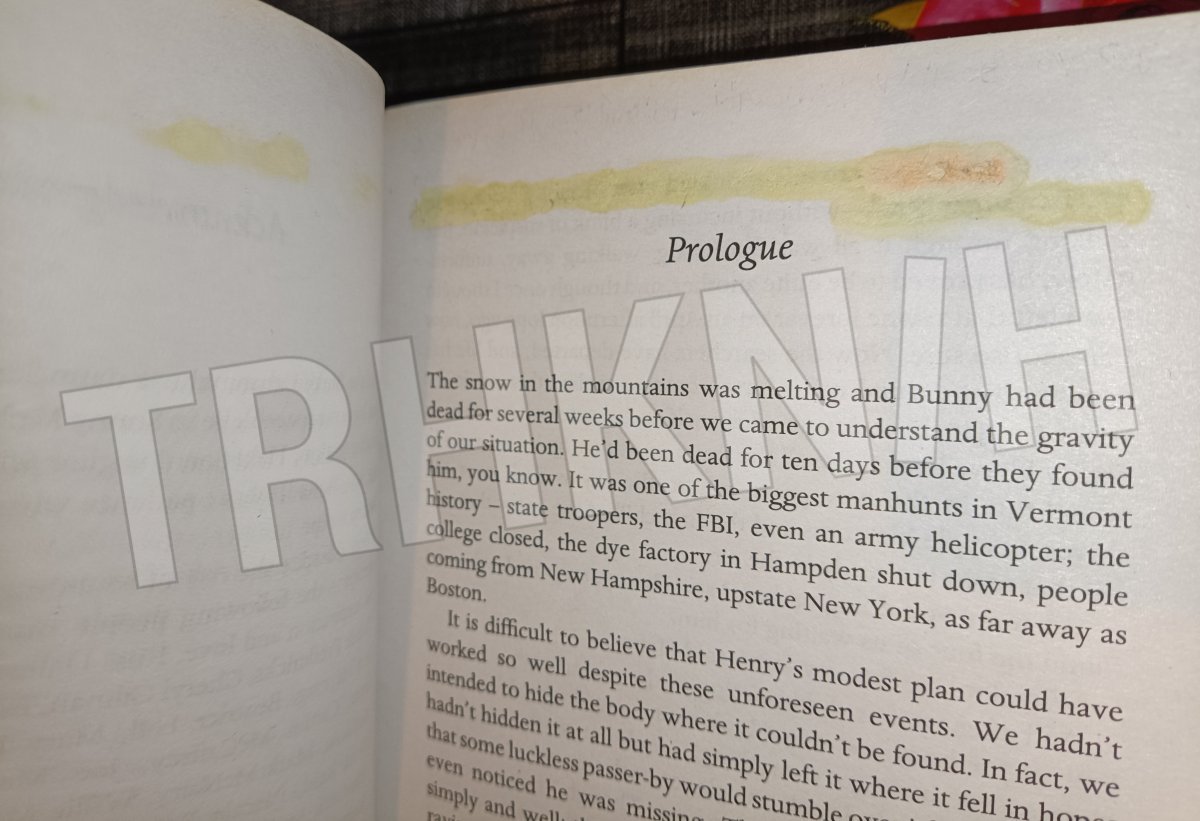 Prologue
The snow in the mountains was melting and Bunny had been
dead for several weeks before we came to understand the gravity
of our situation. He'd been dead for ten days before they found
him, you know. It was one of the biggest manhunts in Vermont
history – state troopers, the FBI, even an army helicopter; the
college closed, the dye factory in Hampden shut down, people
coming from New Hampshire, upstate New York, as far away as
Boston.
It is difficult to believe that Henry's modest plan could have
worked so well despite these unforeseen events. We hadn't
intended to hide the body where it couldn't be found. In fact, we
hadn't hidden it at all but had simply left it where it fell in hopes
that some luckless passer-by would stumble
even noticed he was missing.
simply and well:
TRHKNIH